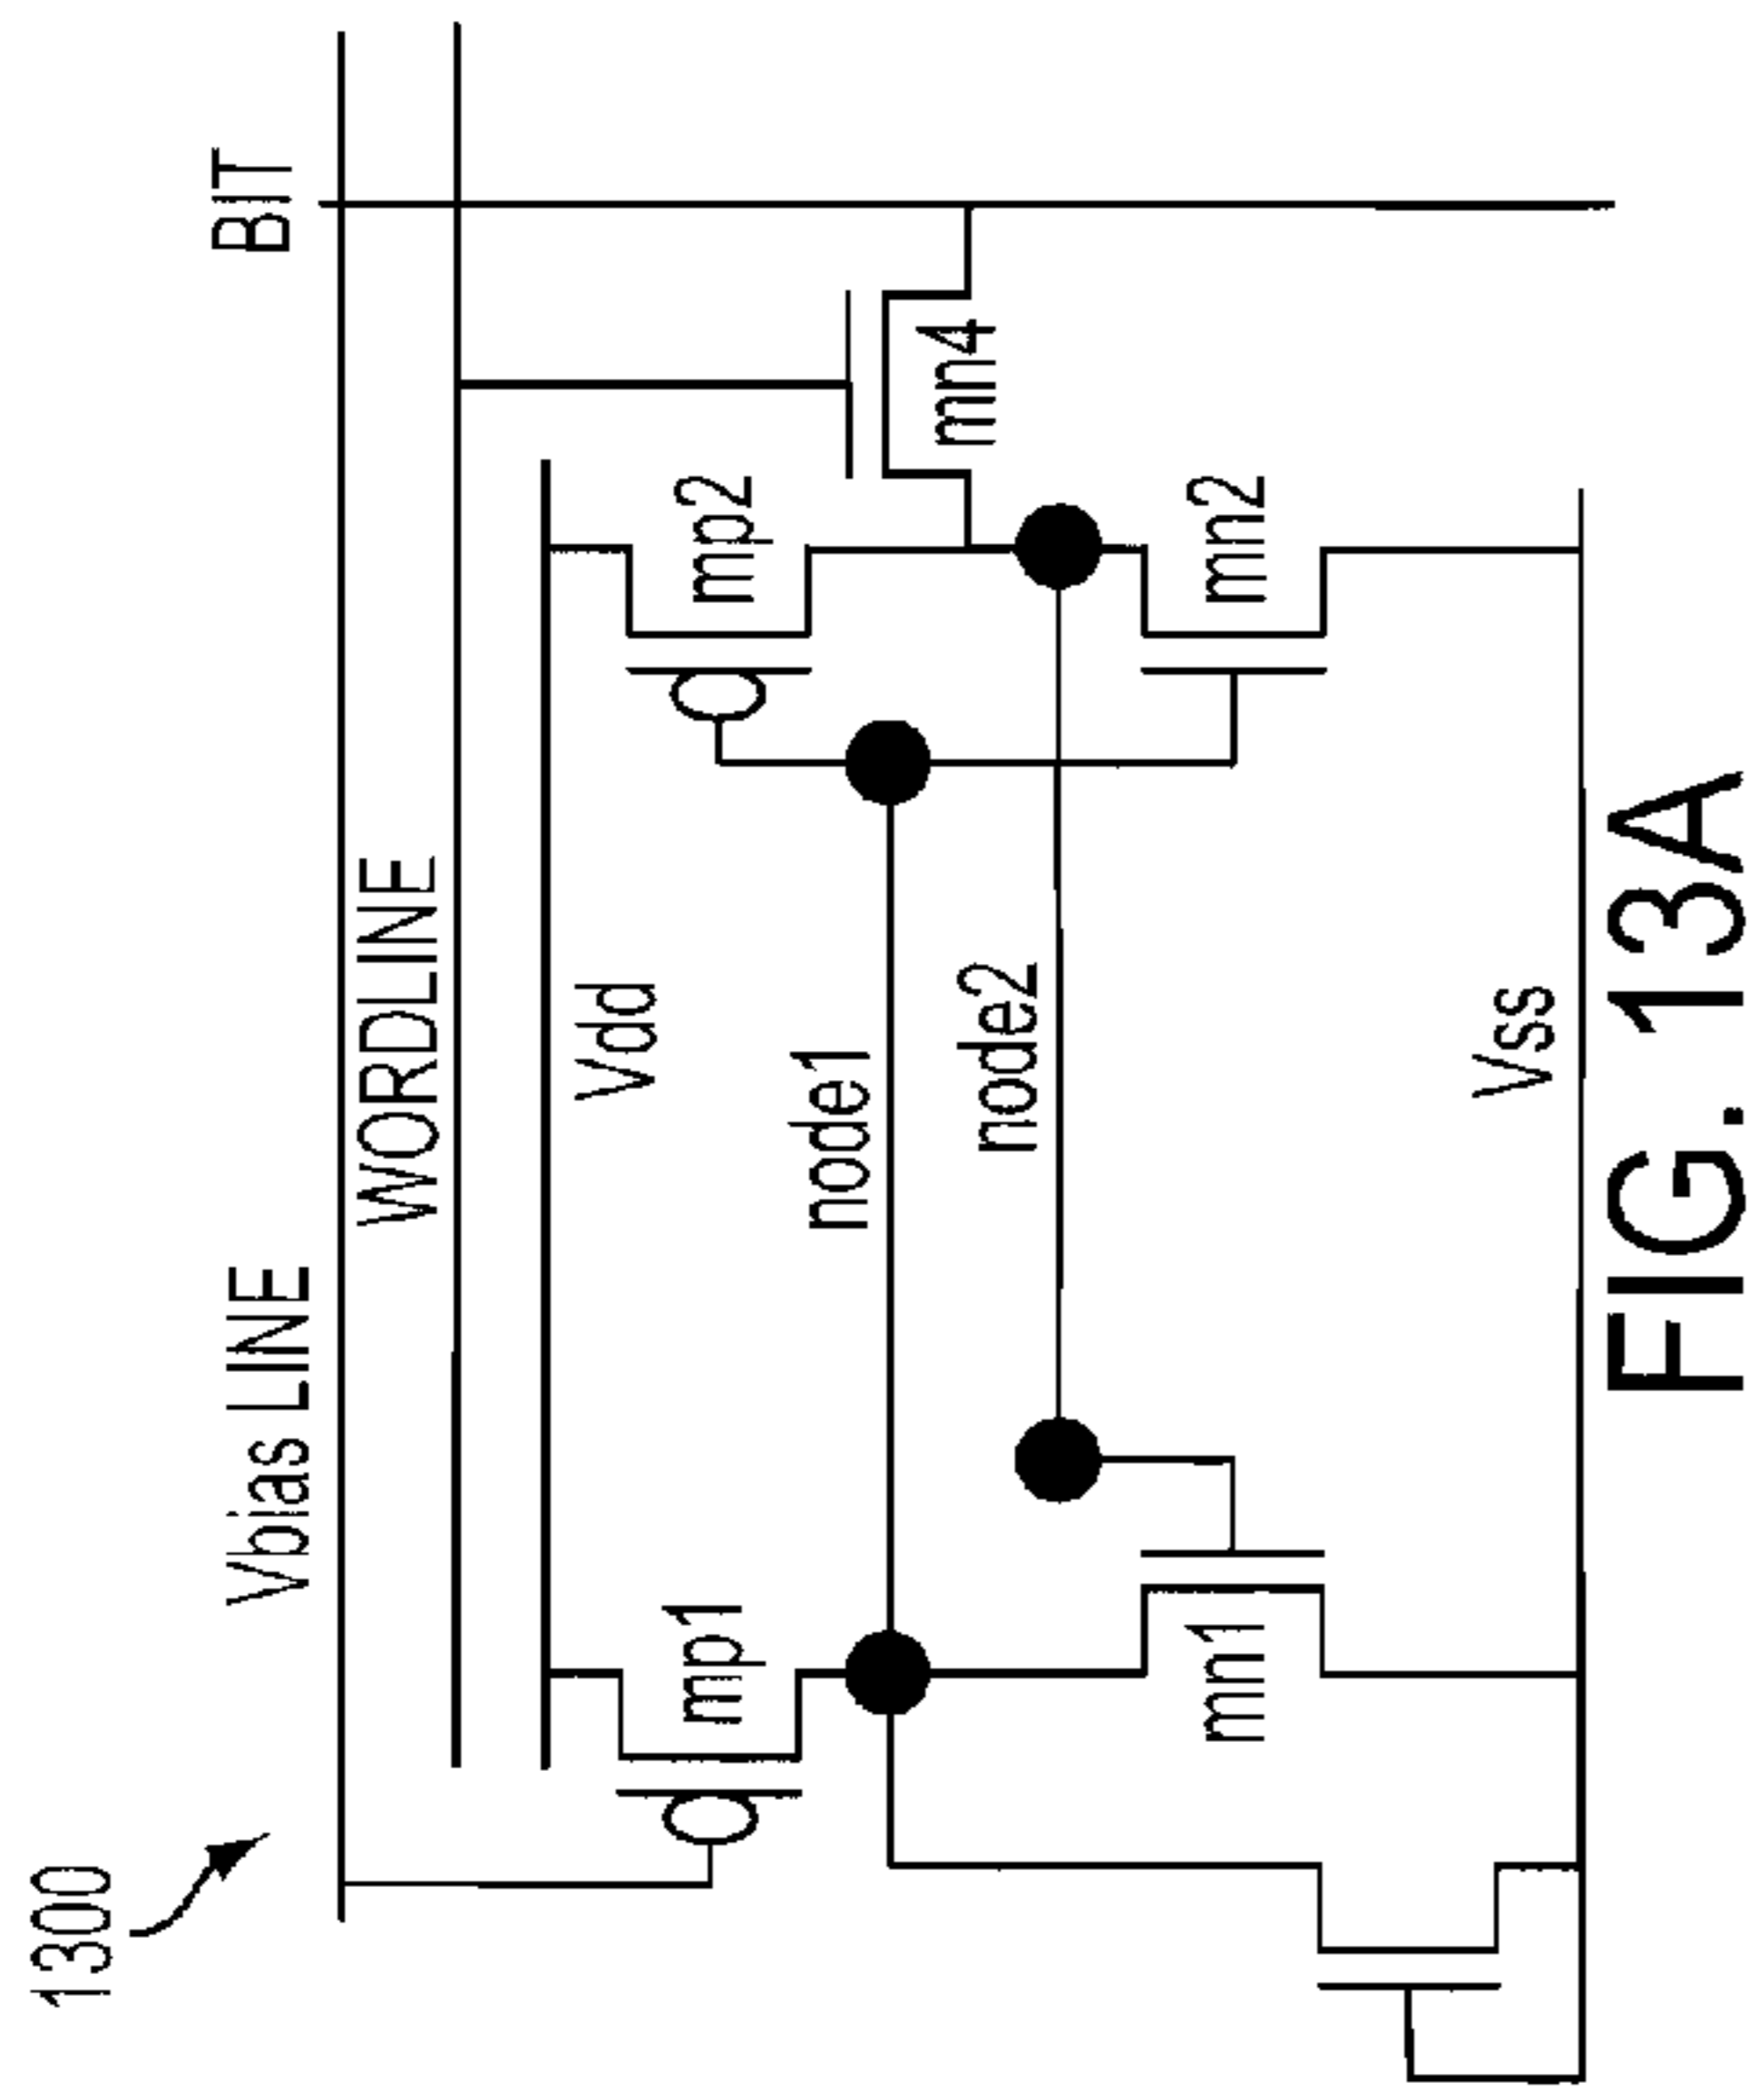 1300
Vbias LINE
BIT
WORDLINE
Vdd
mp1
mp2
node1
mn4
node2
mn1
mn2
Vss
FIG. 13A